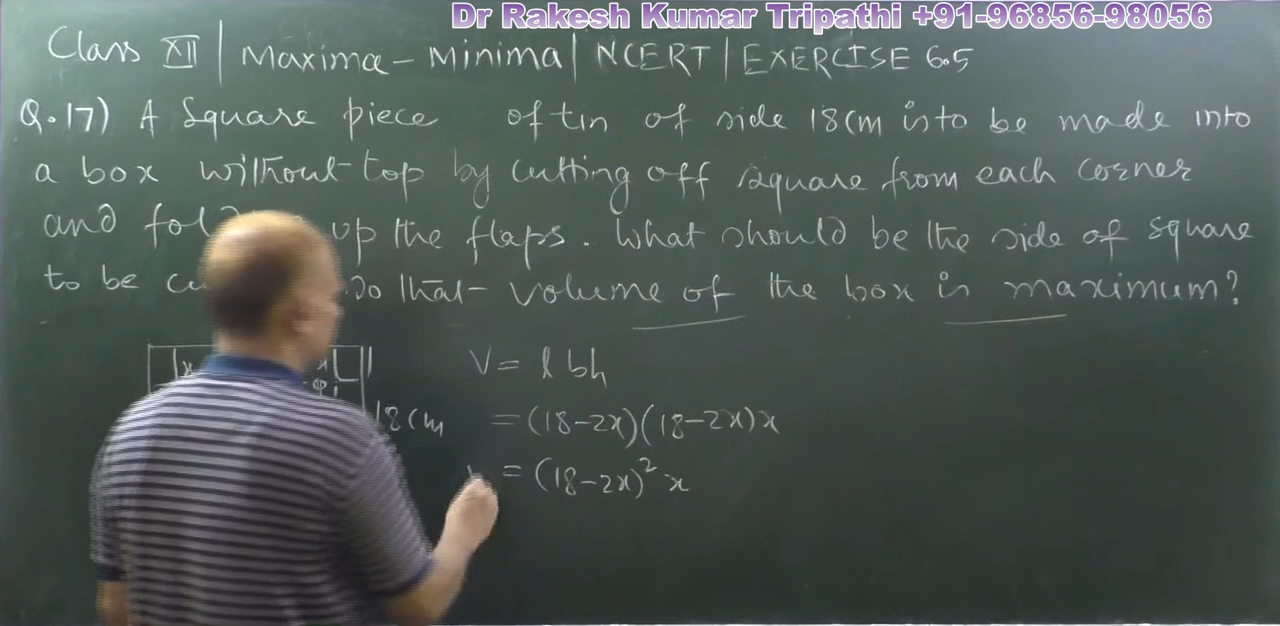 Dr Rakesh Kumar Tripathi +91-96856-98056
Class XII | Maxima - Minima | NCERT | EXERCISE 6.5
Q.17) A Square piece of tin of side 18cm is to be made into
a box without top by cutting off square from each corner
and up the flaps. What should be the side of square
to be so that volume of the box is maximum?
x x
18cm
V = l b h
= (18-2x)(18-2x)x
= (18-2x)² x